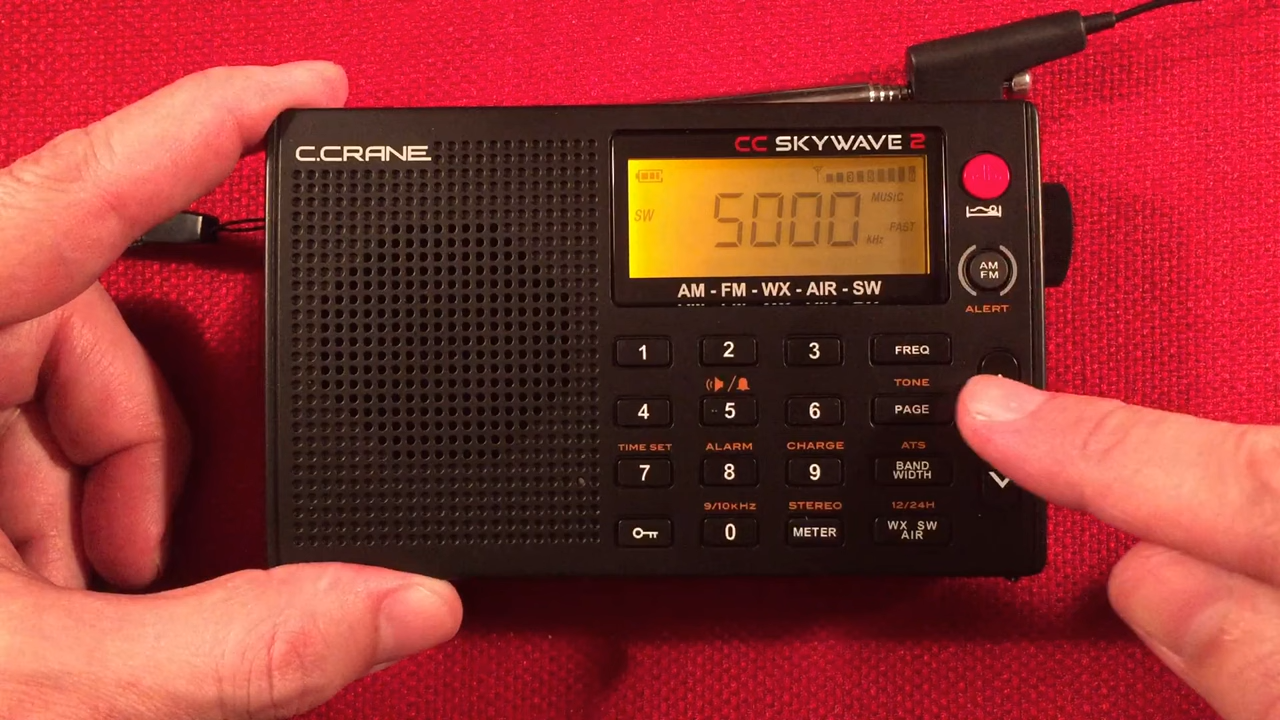 C.CRANE
CC SKYWAVE 2
SW
5000
MUSIC
FAST
KHz
AM - FM - WX - AIR - SW
AM
FM
ALERT
1
2
3
FREQ
TONE
4
5
6
PAGE
TIME SET
ALARM
CHARGE
ATS
7
8
9
BAND
WIDTH
9/10KHZ
STEREO
12/24H
0
METER
WX SW
AIR